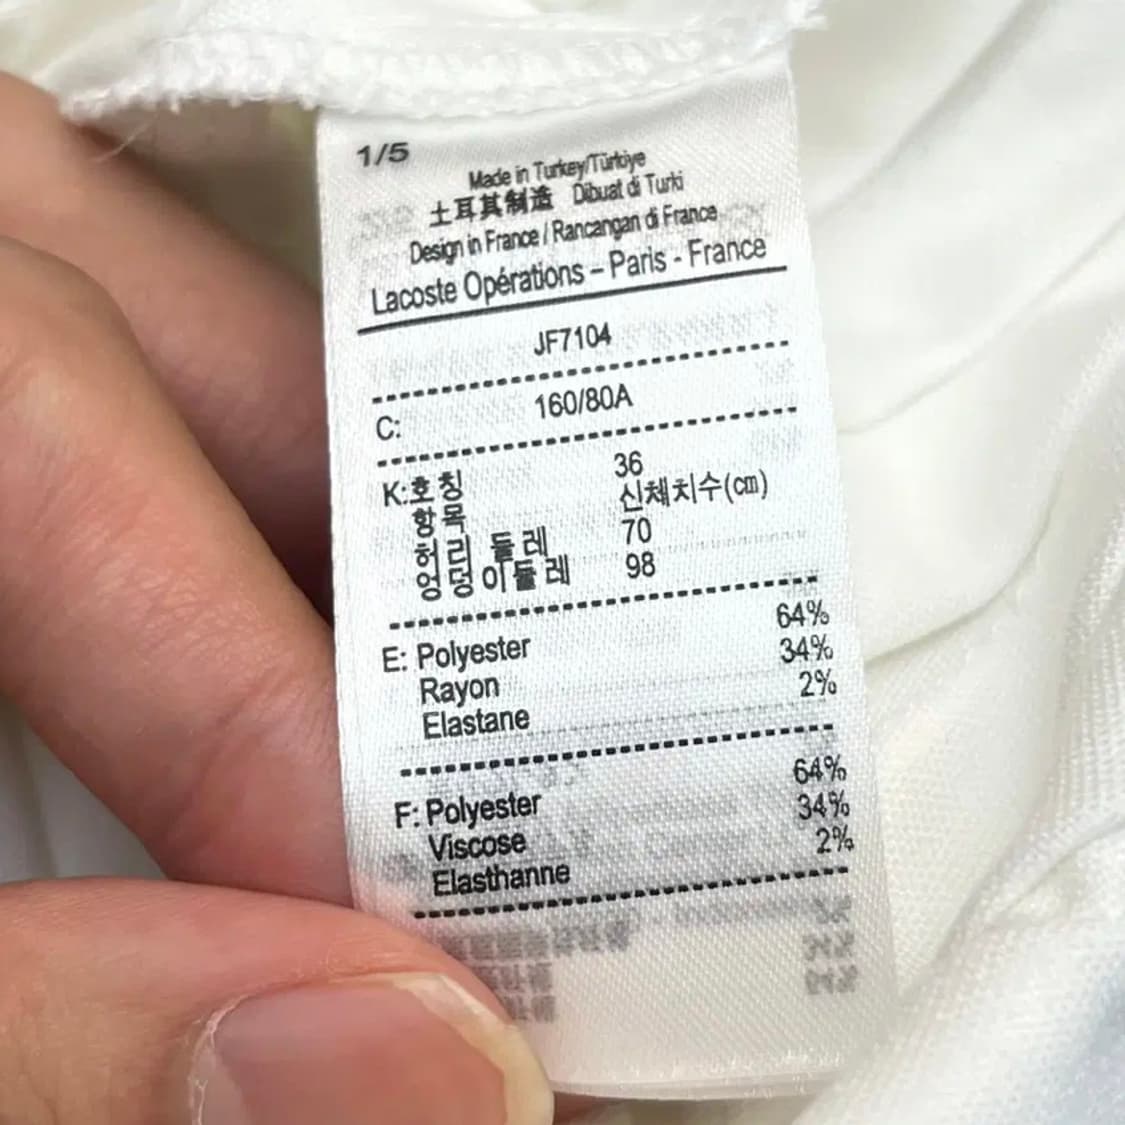 1/5
Made in Turkey/Türkiye
土耳其制造 Dibuat di Turki
Design in France / Rancangan di France
Lacoste Opérations – Paris - France
JF7104
C: 160/80A
K:호칭 36
항목 신체치수(cm)
허리 둘레 70
엉덩이둘레 98
E: Polyester 64%
Rayon 34%
Elastane 2%
F: Polyester 64%
Viscose 34%
Elasthanne 2%